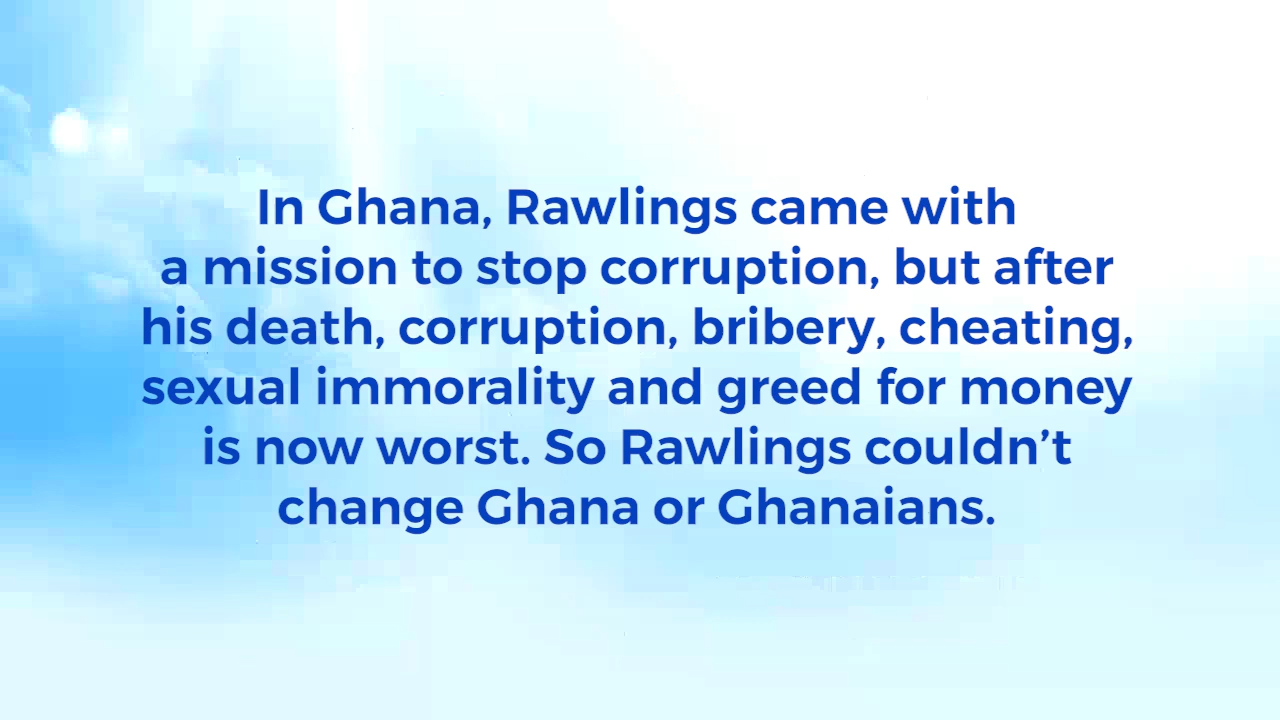 In Ghana, Rawlings came with
a mission to stop corruption, but after
his death, corruption, bribery, cheating,
sexual immorality and greed for money
is now worst. So Rawlings couldn’t
change Ghana or Ghanaians.